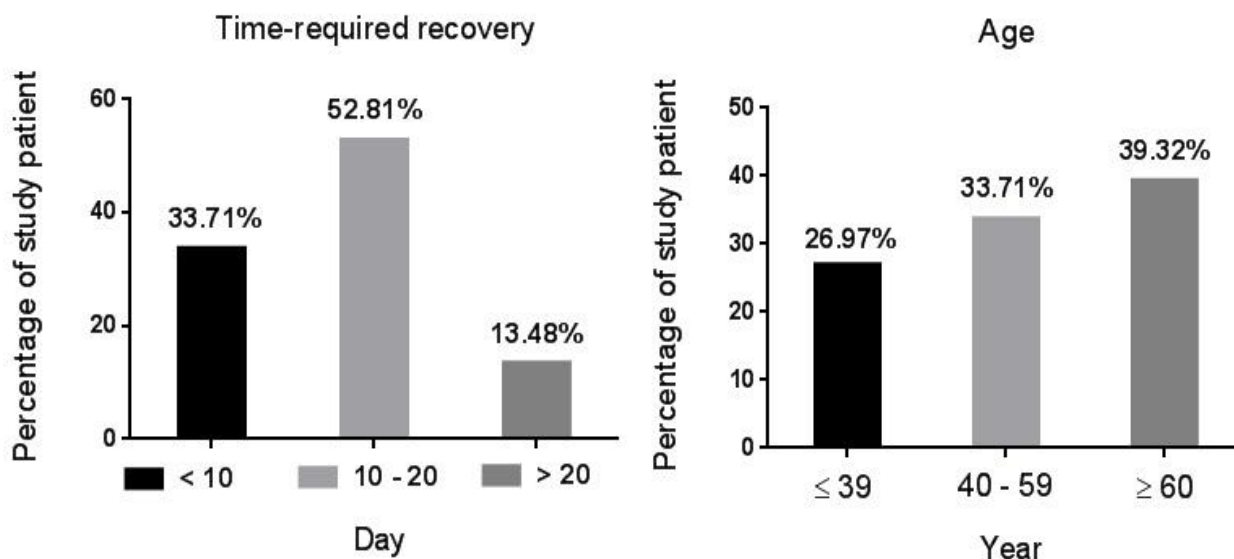 Time-required recovery
Percentage of study patient
60
40
20
0
52.81%
33.71%
13.48%
< 10
10 - 20
> 20
Day
Age
Percentage of study patient
50
40
30
20
10
0
39.32%
33.71%
26.97%
≤ 39
40 - 59
≥ 60
Year